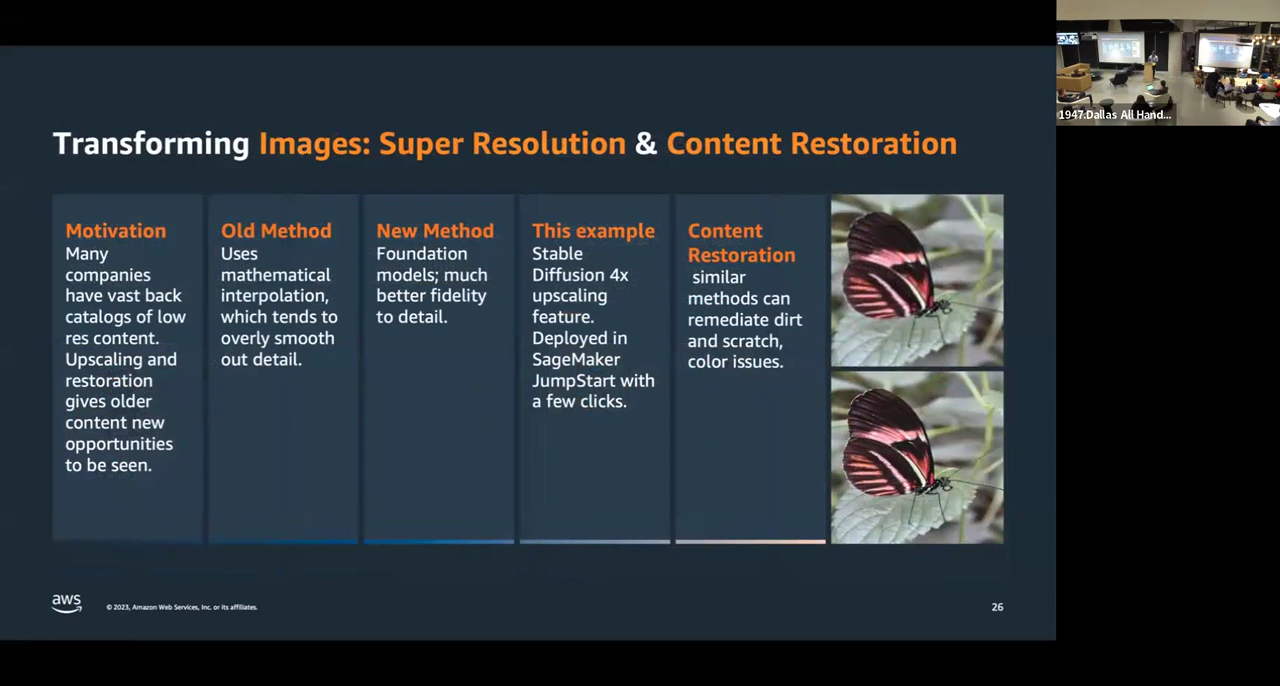 Transforming Images: Super Resolution & Content Restoration
Motivation
Many
companies
have vast back
catalogs of low
res content.
Upscaling and
restoration
gives older
content new
opportunities
to be seen.
Old Method
Uses
mathematical
interpolation,
which tends to
overly smooth
out detail.
New Method
Foundation
models; much
better fidelity
to detail.
This example
Stable
Diffusion 4x
upscaling
feature.
Deployed in
SageMaker
JumpStart with
a few clicks.
Content
Restoration
similar
methods can
remediate dirt
and scratch,
color issues.
aws
© 2023, Amazon Web Services, Inc. or its affiliates.
26
1947:Dallas All Hand...